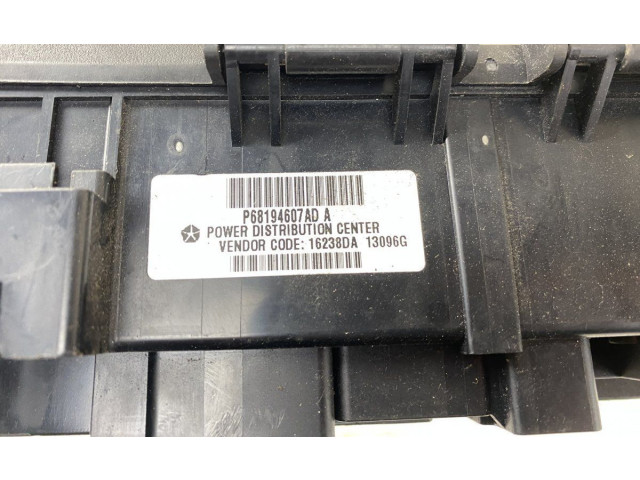 P68194607AD A
POWER DISTRIBUTION CENTER
VENDOR CODE: 16238DA 13096G